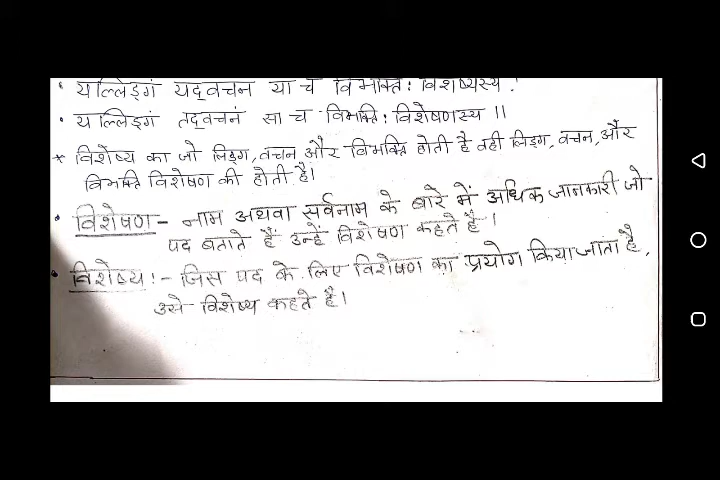 • यल्लिङ्गं यद्वचनं या च विभक्ति: विशेष्यस्य ।
• यल्लिङ्गं तद्वचनं सा च विभक्ति: विशेषणस्य ॥
* विशेष्य का जो लिङ्ग, वचन और विभक्ति होती है वही लिङ्ग, वचन, और
विभक्ति विशेषण की होती है।
• विशेषण - नाम अथवा सर्वनाम के बारे में अधिक जानकारी जो
पद बताते हैं उन्हें विशेषण कहते है ।
• विशेष्य :- जिस पद के लिए विशेषण का प्रयोग किया जाता है,
उसे विशेष्य कहते है।